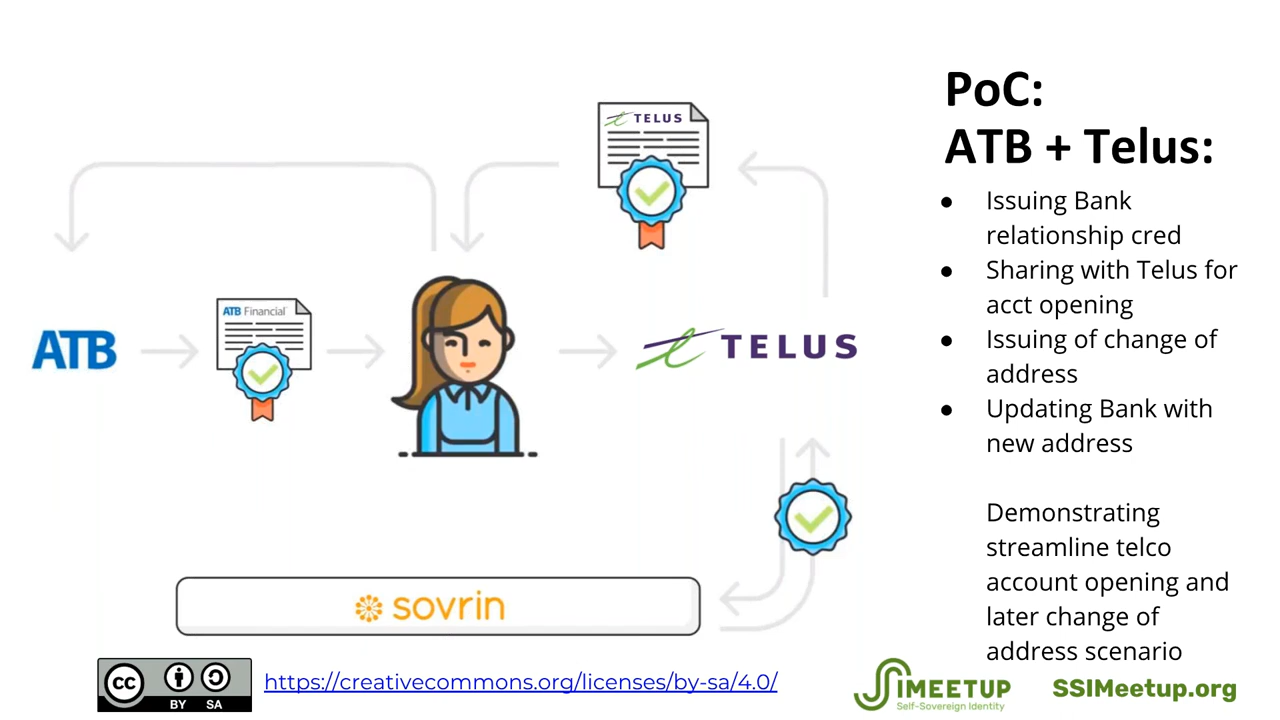 PoC:
ATB + Telus:
● Issuing Bank
relationship cred
● Sharing with Telus for
acct opening
● Issuing of change of
address
● Updating Bank with
new address
Demonstrating
streamline telco
account opening and
later change of
address scenario
TELUS
ATB Financial
ATB
TELUS
sovrin
cc
BY SA
https://creativecommons.org/licenses/by-sa/4.0/
SSIMEETUP
Self-Sovereign Identity
SSIMeetup.org